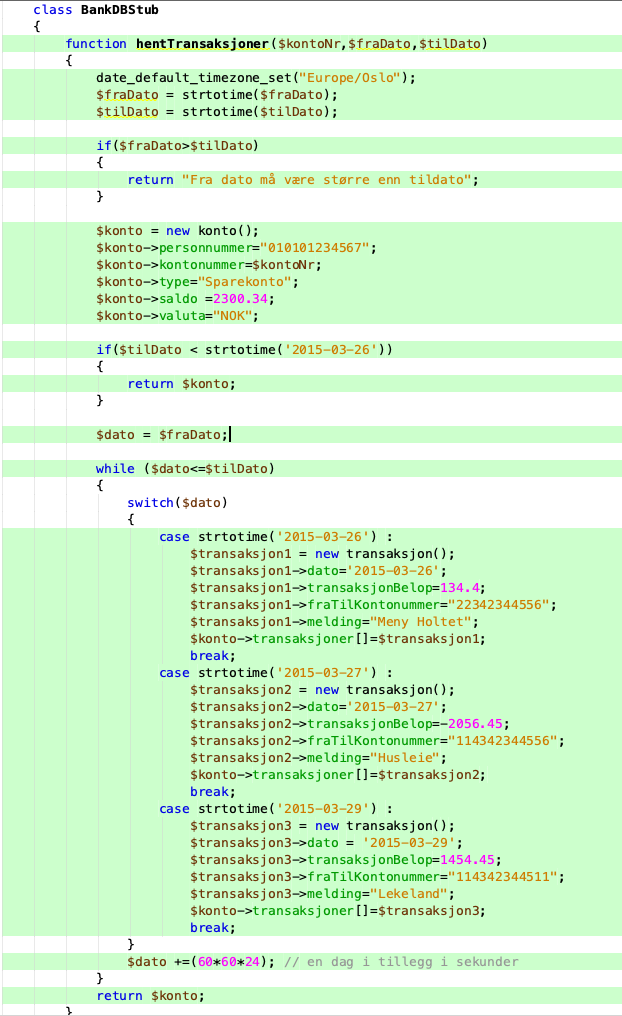 class BankDBStub
{
function hentTransaksjoner($kontoNr,$fraDato,$tilDato)
{
date_default_timezone_set("Europe/Oslo");
$fraDato = strtotime($fraDato);
$tilDato = strtotime($tilDato);
if($fraDato>$tilDato)
{
return "Fra dato må være større enn tildato";
}
$konto = new konto();
$konto->personnummer="010101234567";
$konto->kontonummer=$kontoNr;
$konto->type="Sparekonto";
$konto->saldo =2300.34;
$konto->valuta="NOK";
if($tilDato < strtotime('2015-03-26'))
{
return $konto;
}
$dato = $fraDato;
while ($dato<=$tilDato)
{
switch($dato)
{
case strtotime('2015-03-26') :
$transaksjon1 = new transaksjon();
$transaksjon1->dato='2015-03-26';
$transaksjon1->transaksjonBelop=134.4;
$transaksjon1->fraTilKontonummer="22342344556";
$transaksjon1->melding="Meny Holtet";
$konto->transaksjoner[]=$transaksjon1;
break;
case strtotime('2015-03-27') :
$transaksjon2 = new transaksjon();
$transaksjon2->dato='2015-03-27';
$transaksjon2->transaksjonBelop=-2056.45;
$transaksjon2->fraTilKontonummer="114342344556";
$transaksjon2->melding="Husleie";
$konto->transaksjoner[]=$transaksjon2;
break;
case strtotime('2015-03-29') :
$transaksjon3 = new transaksjon();
$transaksjon3->dato = '2015-03-29';
$transaksjon3->transaksjonBelop=1454.45;
$transaksjon3->fraTilKontonummer="114342344511";
$transaksjon3->melding="Lekeland";
$konto->transaksjoner[]=$transaksjon3;
break;
}
$dato +=(60*60*24); // en dag i tillegg i sekunder
}
return $konto;
}